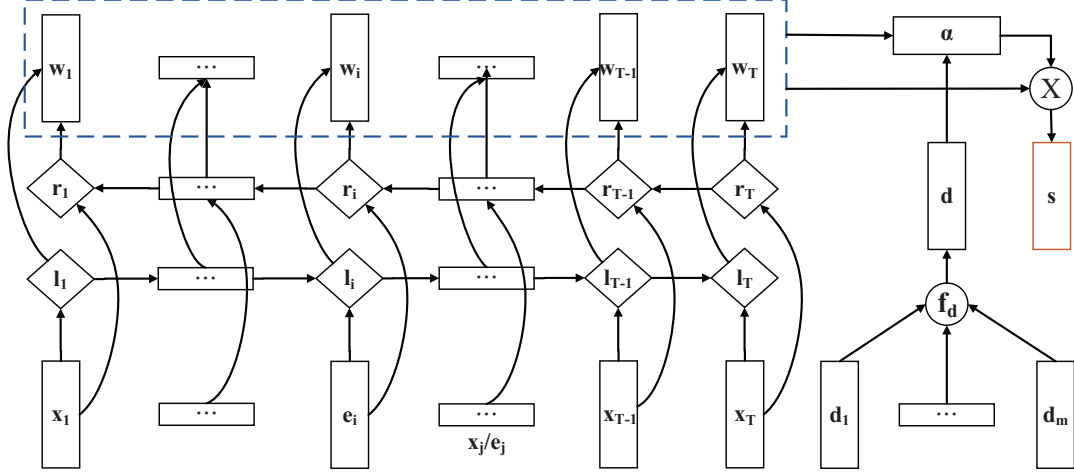 w1 ... wi ... wT-1 wT α X
r1 ... ri ... rT-1 rT d s
l1 ... li ... lT-1 lT fd
x1 ... ei ... xT-1 xT d1 ... dm
xj/ej